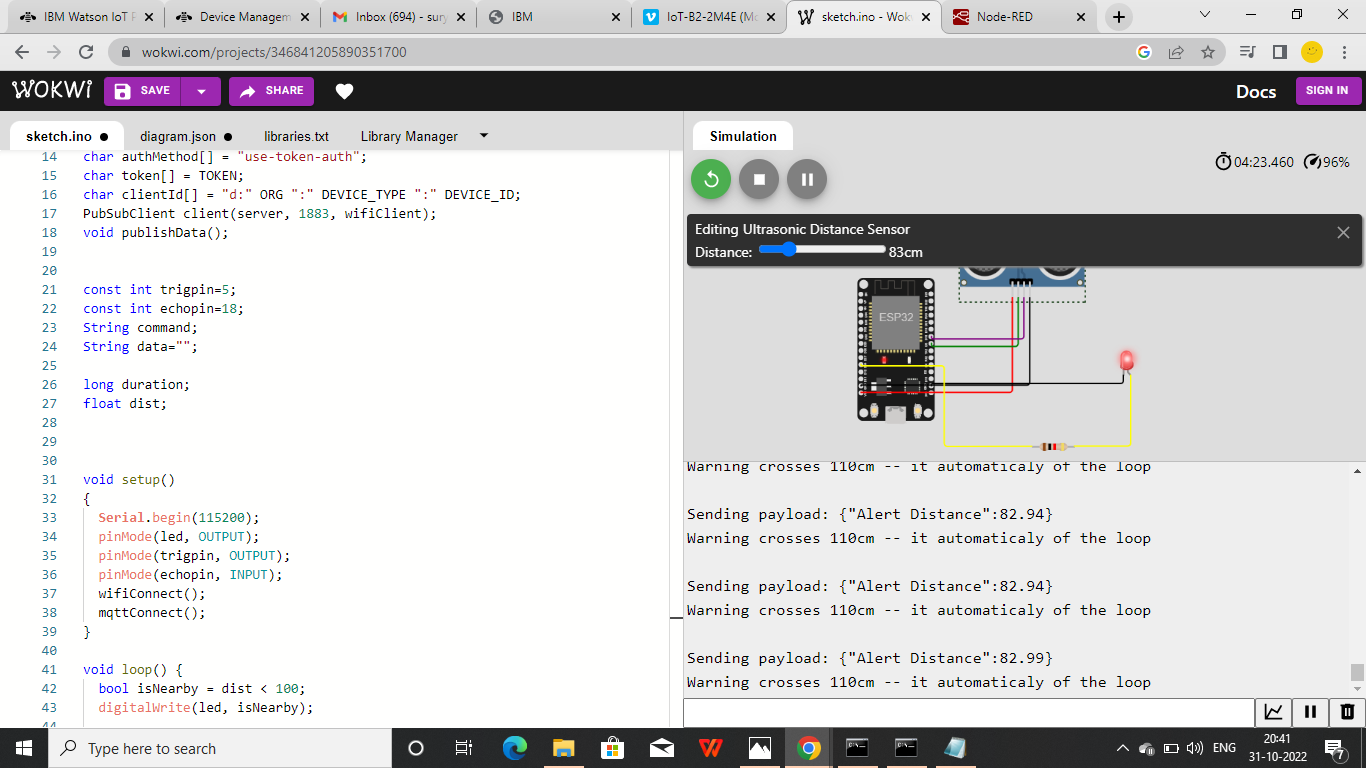 IBM Watson IoT P
Device Managem
Inbox (694) - sury
IBM
IoT-B2-2M4E (Mo
sketch.ino - Wok
Node-RED
wokwi.com/projects/346841205890351700
WOKWI
SAVE
SHARE
Docs
SIGN IN
sketch.ino
diagram.json
libraries.txt
Library Manager
14 char authMethod[] = "use-token-auth";
15 char token[] = TOKEN;
16 char clientId[] = "d:" ORG ":" DEVICE_TYPE ":" DEVICE_ID;
17 PubSubClient client(server, 1883, wifiClient);
18 void publishData();
19
20
21 const int trigpin=5;
22 const int echopin=18;
23 String command;
24 String data="";
25
26 long duration;
27 float dist;
28
29
30
31 void setup()
32 {
33 Serial.begin(115200);
34 pinMode(led, OUTPUT);
35 pinMode(trigpin, OUTPUT);
36 pinMode(echopin, INPUT);
37 wifiConnect();
38 mqttConnect();
39 }
40
41 void loop() {
42 bool isNearby = dist < 100;
43 digitalWrite(led, isNearby);
44
Simulation
04:23.460
96%
Editing Ultrasonic Distance Sensor
Distance: 83cm
ESP32
Warning crosses 110cm -- it automaticaly of the loop
Sending payload: {"Alert Distance":82.94}
Warning crosses 110cm -- it automaticaly of the loop
Sending payload: {"Alert Distance":82.94}
Warning crosses 110cm -- it automaticaly of the loop
Sending payload: {"Alert Distance":82.99}
Warning crosses 110cm -- it automaticaly of the loop
Type here to search
ENG
20:41
31-10-2022
7